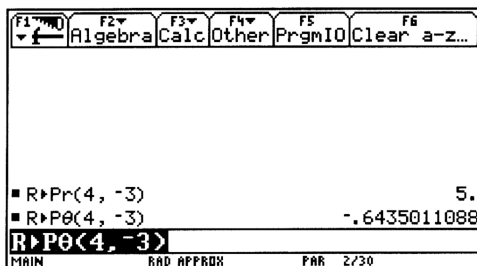 F1 F2 F3 F4 F5 F6
Algebra Calc Other PrgmIO Clear a-z…
▪ R▸Pr(4, ⁻3) 5.
▪ R▸Pθ(4, ⁻3) ⁻.6435011088
R▸Pθ(4,⁻3)
MAIN RAD APPROX PAR 2/30